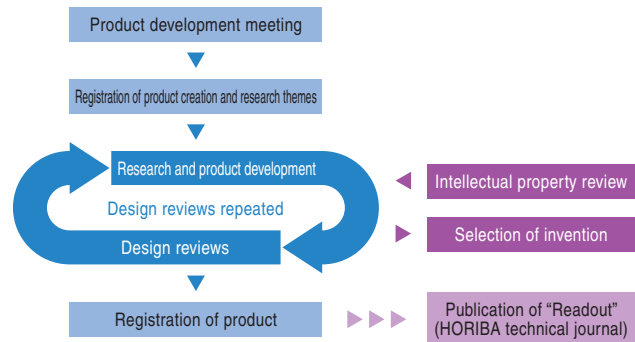 Product development meeting
Registration of product creation and research themes
Research and product development
Design reviews repeated
Design reviews
Registration of product
Intellectual property review
Selection of invention
Publication of “Readout”
(HORIBA technical journal)